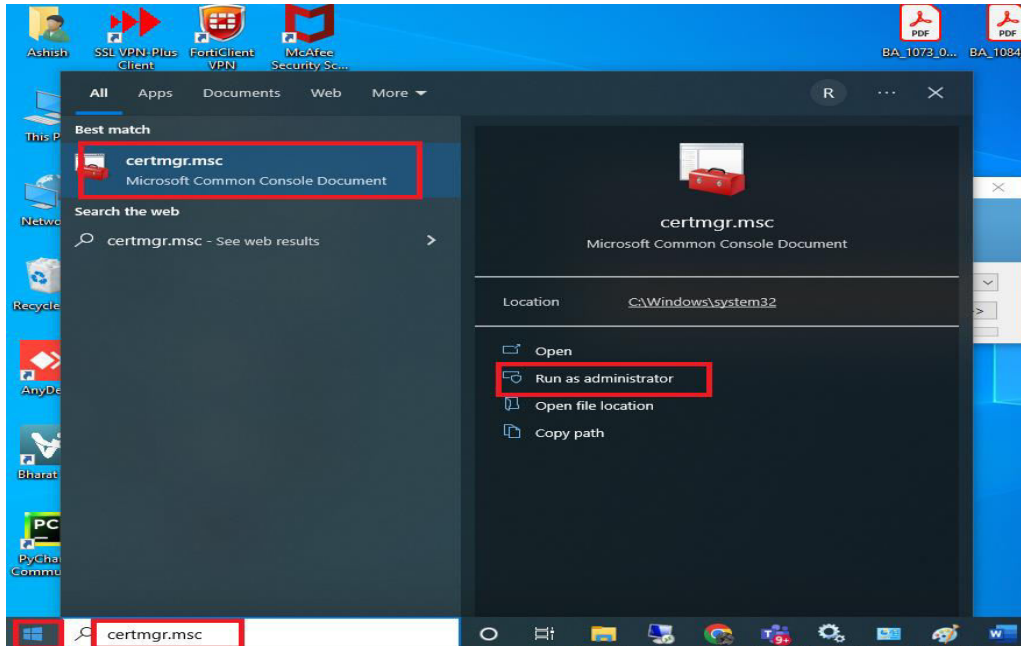 Ashish
SSL VPN-Plus
Client
FortiClient
VPN
McAfee
Security Sc...
PDF
BA_1073_0...
PDF
BA_1084
All Apps Documents Web More
R ...
This P
Best match
certmgr.msc
Microsoft Common Console Document
certmgr.msc
Microsoft Common Console Document
Netwo
Search the web
certmgr.msc - See web results
Recycle
Location C:\Windows\system32
Open
Run as administrator
Open file location
Copy path
AnyDe
Bharat
PC
PyCha
Commu
certmgr.msc
9+